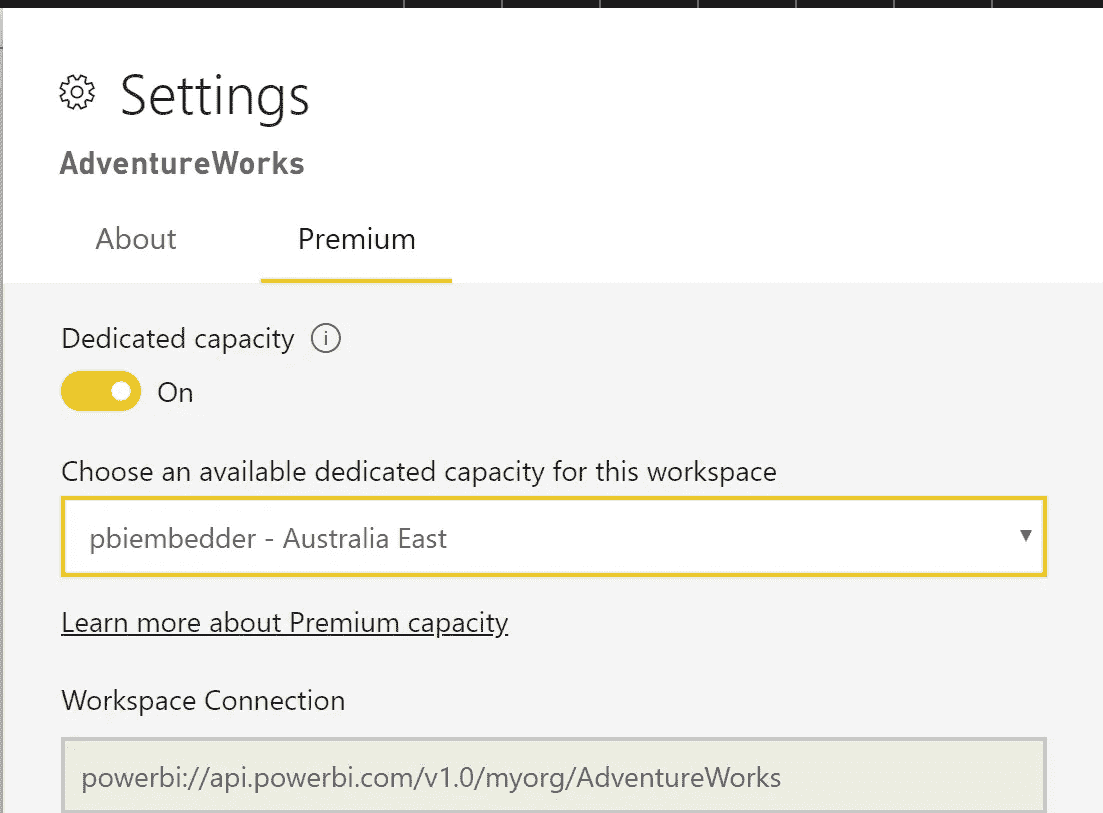 Settings
AdventureWorks
About Premium
Dedicated capacity
On
Choose an available dedicated capacity for this workspace
pbiembedder - Australia East
Learn more about Premium capacity
Workspace Connection
powerbi://api.powerbi.com/v1.0/myorg/AdventureWorks